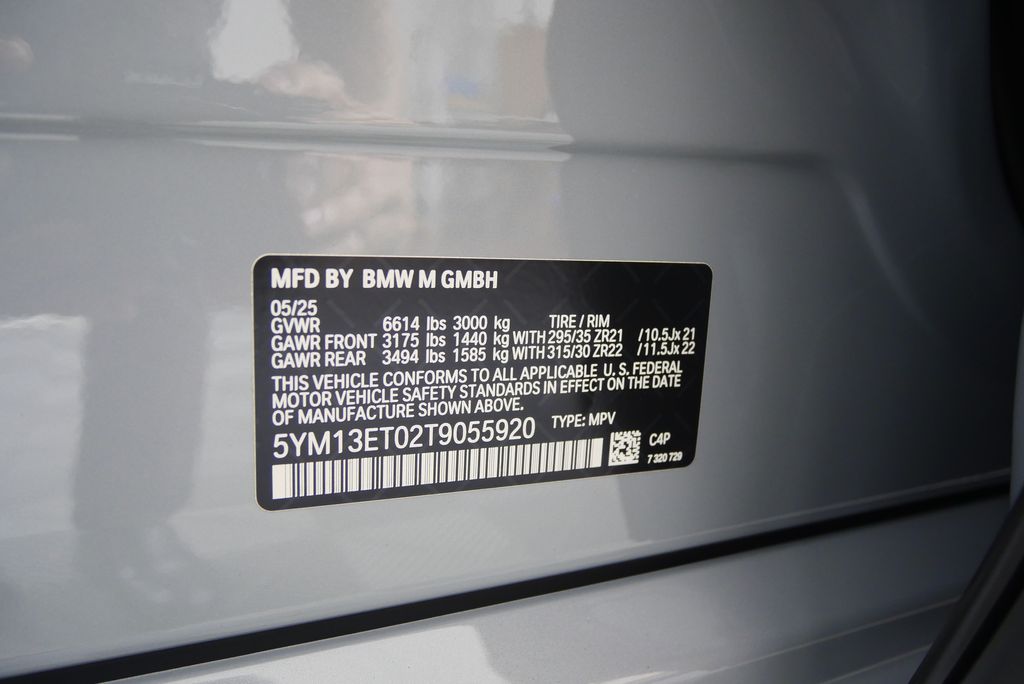 MFD BY BMW M GMBH
05/25
GVWR 6614 lbs 3000 kg TIRE / RIM
GAWR FRONT 3175 lbs 1440 kg WITH 295/35 ZR21 /10.5Jx 21
GAWR REAR 3494 lbs 1585 kg WITH 315/30 ZR22 /11.5Jx 22
THIS VEHICLE CONFORMS TO ALL APPLICABLE U. S. FEDERAL
MOTOR VEHICLE SAFETY STANDARDS IN EFFECT ON THE DATE
OF MANUFACTURE SHOWN ABOVE.
5YM13ET02T9055920 TYPE: MPV
C4P
7 320 729